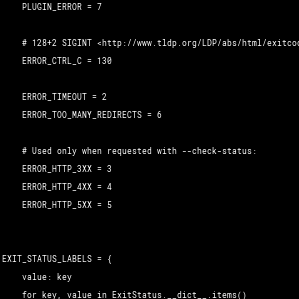 PLUGIN_ERROR = 7
# 128+2 SIGINT <http://www.tldp.org/LDP/abs/html/exitcod
ERROR_CTRL_C = 130
ERROR_TIMEOUT = 2
ERROR_TOO_MANY_REDIRECTS = 6
# Used only when requested with --check-status:
ERROR_HTTP_3XX = 3
ERROR_HTTP_4XX = 4
ERROR_HTTP_5XX = 5
EXIT_STATUS_LABELS = {
value: key
for key, value in ExitStatus.__dict__.items()